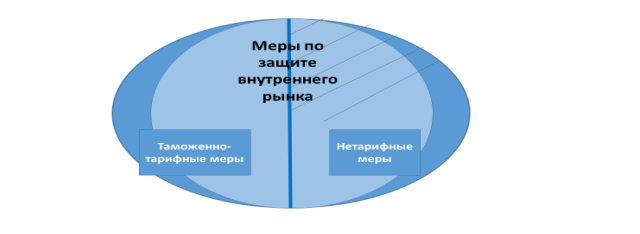 Меры по
защите
внутреннего
рынка
Таможенно-
тарифные меры
Нетарифные
меры